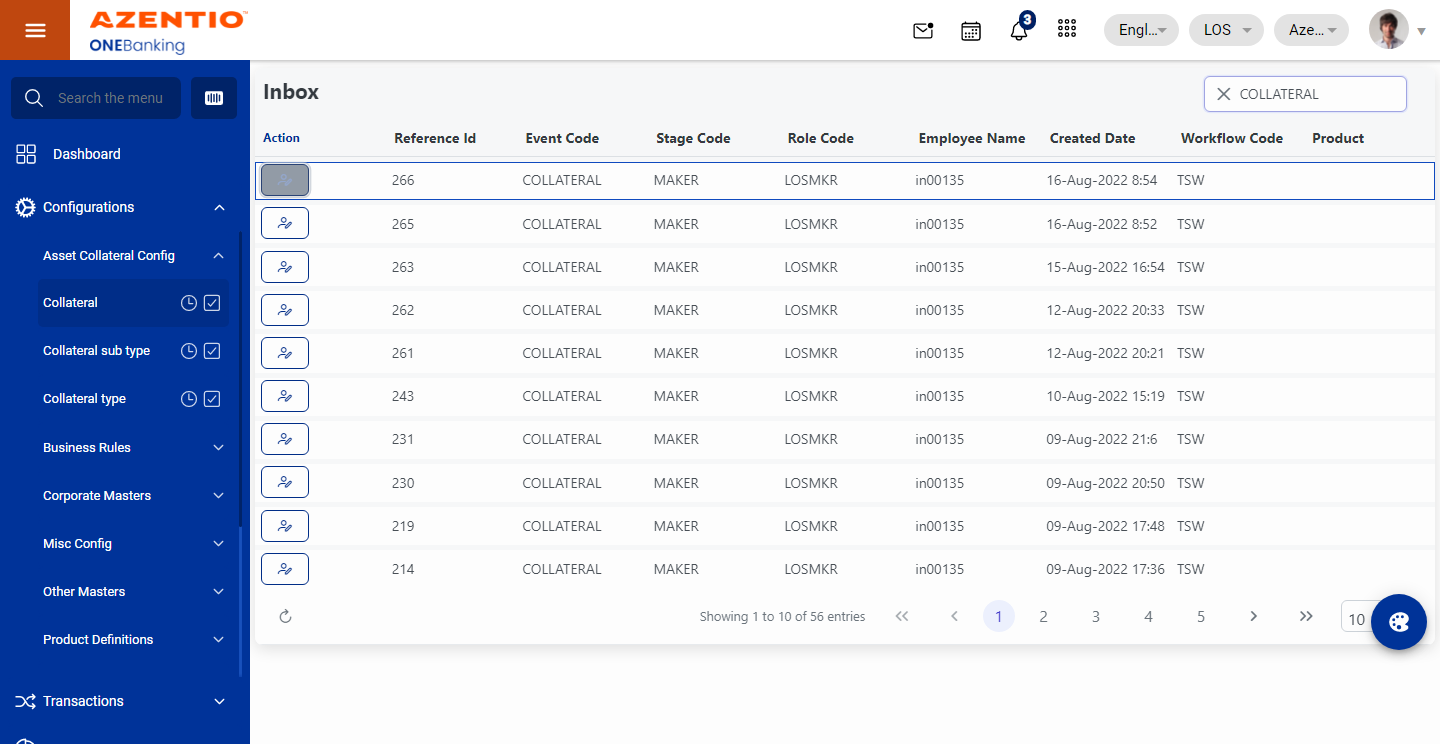 AZENTIO™
ONEBanking
3
Engl...
LOS
Aze...
Search the menu
Dashboard
Configurations
Asset Collateral Config
Collateral
Collateral sub type
Collateral type
Business Rules
Corporate Masters
Misc Config
Other Masters
Product Definitions
Transactions
Inbox
COLLATERAL
Action Reference Id Event Code Stage Code Role Code Employee Name Created Date Workflow Code Product
266 COLLATERAL MAKER LOSMKR in00135 16-Aug-2022 8:54 TSW
265 COLLATERAL MAKER LOSMKR in00135 16-Aug-2022 8:52 TSW
263 COLLATERAL MAKER LOSMKR in00135 15-Aug-2022 16:54 TSW
262 COLLATERAL MAKER LOSMKR in00135 12-Aug-2022 20:33 TSW
261 COLLATERAL MAKER LOSMKR in00135 12-Aug-2022 20:21 TSW
243 COLLATERAL MAKER LOSMKR in00135 10-Aug-2022 15:19 TSW
231 COLLATERAL MAKER LOSMKR in00135 09-Aug-2022 21:6 TSW
230 COLLATERAL MAKER LOSMKR in00135 09-Aug-2022 20:50 TSW
219 COLLATERAL MAKER LOSMKR in00135 09-Aug-2022 17:48 TSW
214 COLLATERAL MAKER LOSMKR in00135 09-Aug-2022 17:36 TSW
Showing 1 to 10 of 56 entries 1 2 3 4 5 10